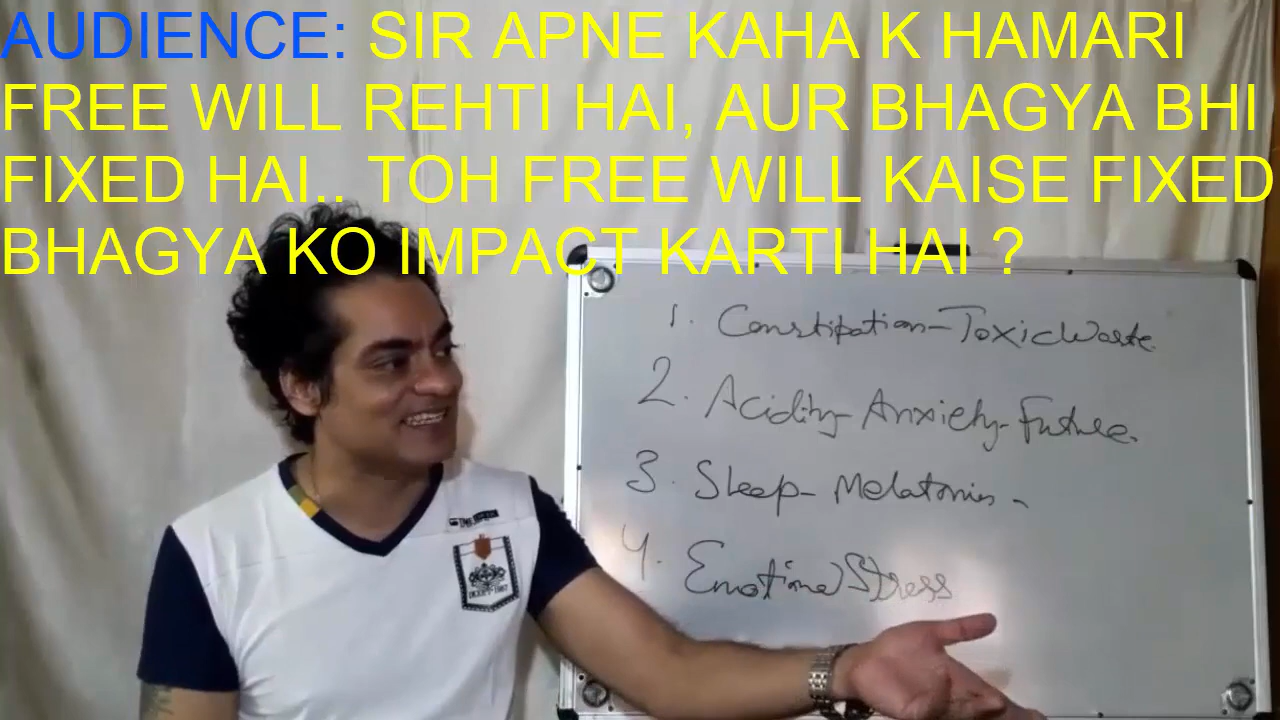 AUDIENCE: SIR APNE KAHA K HAMARI
FREE WILL REHTI HAI, AUR BHAGYA BHI
FIXED HAI.. TOH FREE WILL KAISE FIXED
BHAGYA KO IMPACT KARTI HAI ?
1. Constipation-Toxic Waste
2. Acidity-Anxiety-Future.
3. Sleep-Melatonin-
4. Emotional Stress